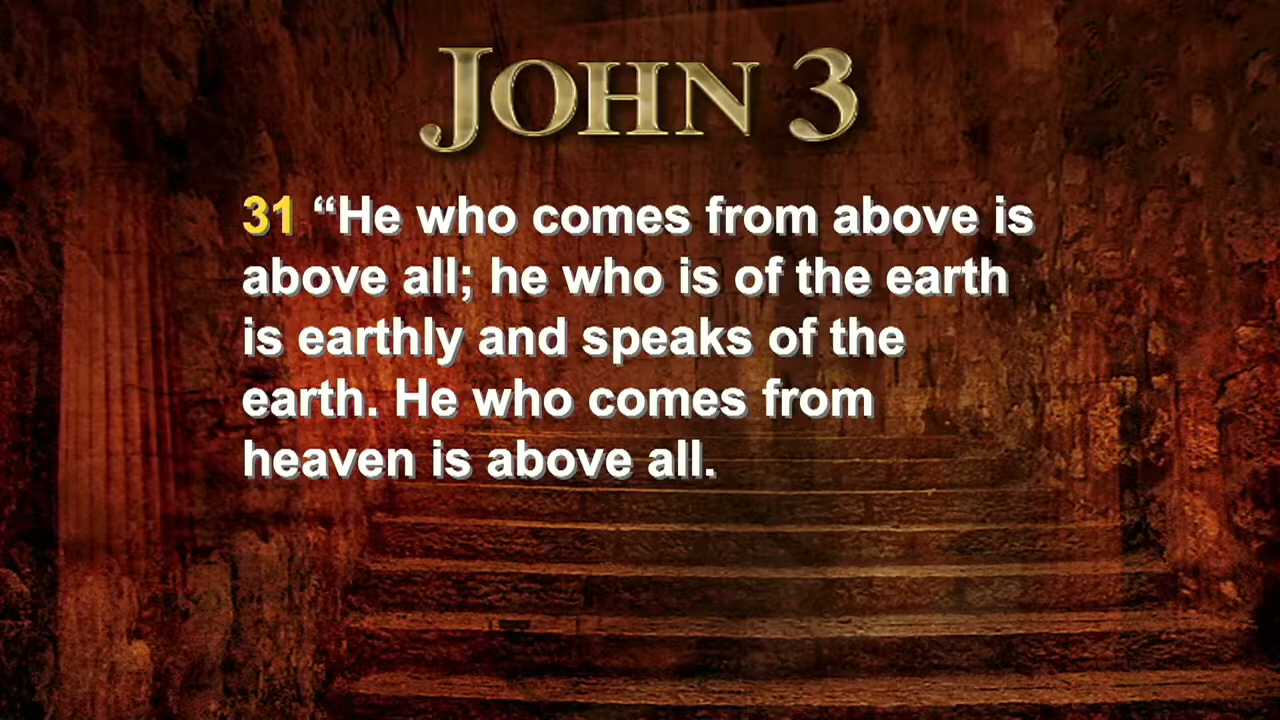 JOHN 3
31 “He who comes from above is
above all; he who is of the earth
is earthly and speaks of the
earth. He who comes from
heaven is above all.